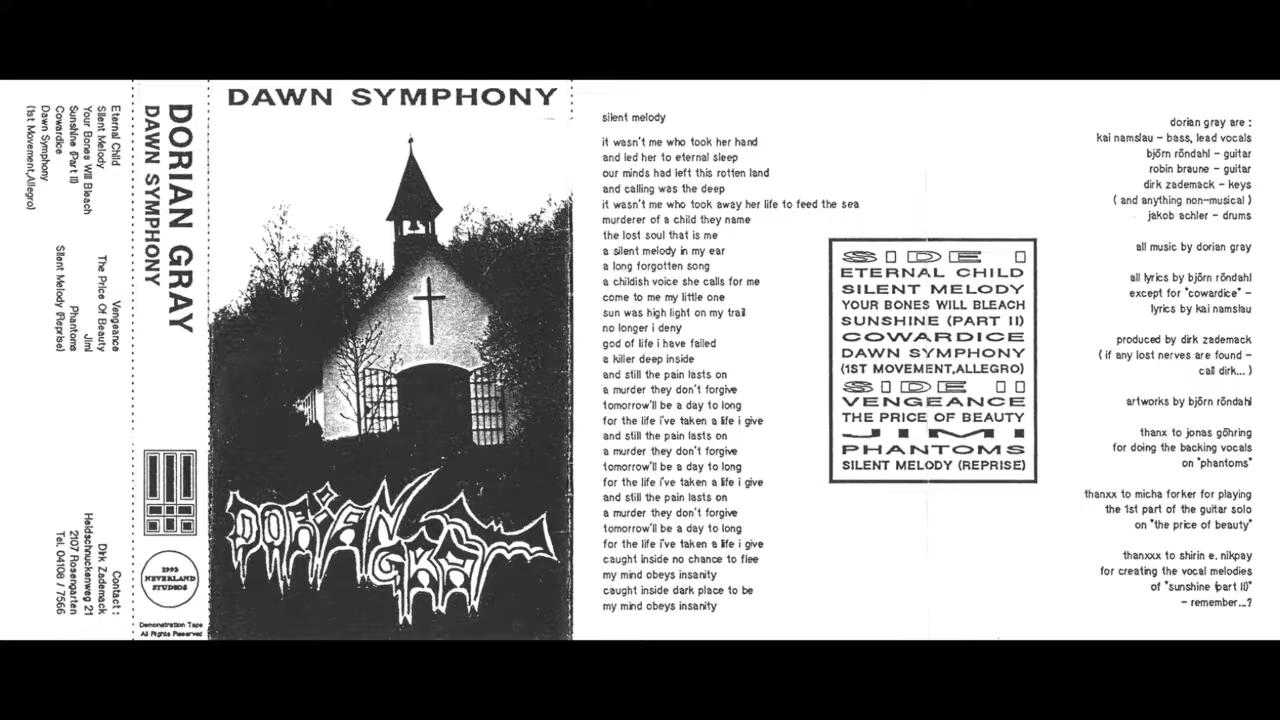 Eternal Child
Silent Melody
Your Bones Will Bleach
Sunshine (Part II)
Cowardice
Dawn Symphony
(1st Movement,Allegro)
Vengeance
The Price Of Beauty
Jimi
Phantoms
Silent Melody (Reprise)
Contact :
Dirk Zademack
Heidschnuckenweg 21
2107 Rosengarten
Tel. 04108 / 7566
DORIAN GRAY
DAWN SYMPHONY
1993
NEVERLAND
STUDIOS
Demonstration Tape
All Rights Reserved
DAWN SYMPHONY
DORIAN
GRAY
silent melody
it wasn't me who took her hand
and led her to eternal sleep
our minds had left this rotten land
and calling was the deep
it wasn't me who took away her life to feed the sea
murderer of a child they name
the lost soul that is me
a silent melody in my ear
a long forgotten song
a childish voice she calls for me
come to me my little one
sun was high light on my trail
no longer i deny
god of life i have failed
a killer deep inside
and still the pain lasts on
a murder they don't forgive
tomorrow'll be a day to long
for the life i've taken a life i give
and still the pain lasts on
a murder they don't forgive
tomorrow'll be a day to long
for the life i've taken a life i give
and still the pain lasts on
a murder they don't forgive
tomorrow'll be a day to long
for the life i've taken a life i give
caught inside no chance to flee
my mind obeys insanity
caught inside dark place to be
my mind obeys insanity
SIDE I
ETERNAL CHILD
SILENT MELODY
YOUR BONES WILL BLEACH
SUNSHINE (PART II)
COWARDICE
DAWN SYMPHONY
(1ST MOVEMENT,ALLEGRO)
SIDE II
VENGEANCE
THE PRICE OF BEAUTY
JIMI
PHANTOMS
SILENT MELODY (REPRISE)
dorian gray are :
kai namslau - bass, lead vocals
björn röndahl - guitar
robin braune - guitar
dirk zademack - keys
( and anything non-musical )
jakob achler - drums
all music by dorian gray
all lyrics by björn röndahl
except for "cowardice" -
lyrics by kai namslau
produced by dirk zademack
( if any lost nerves are found -
call dirk... )
artworks by björn röndahl
thanx to jonas göhring
for doing the backing vocals
on "phantoms"
thanxx to micha forker for playing
the 1st part of the guitar solo
on "the price of beauty"
thanxxx to shirin e. nikpay
for creating the vocal melodies
of "sunshine (part II)"
- remember...?